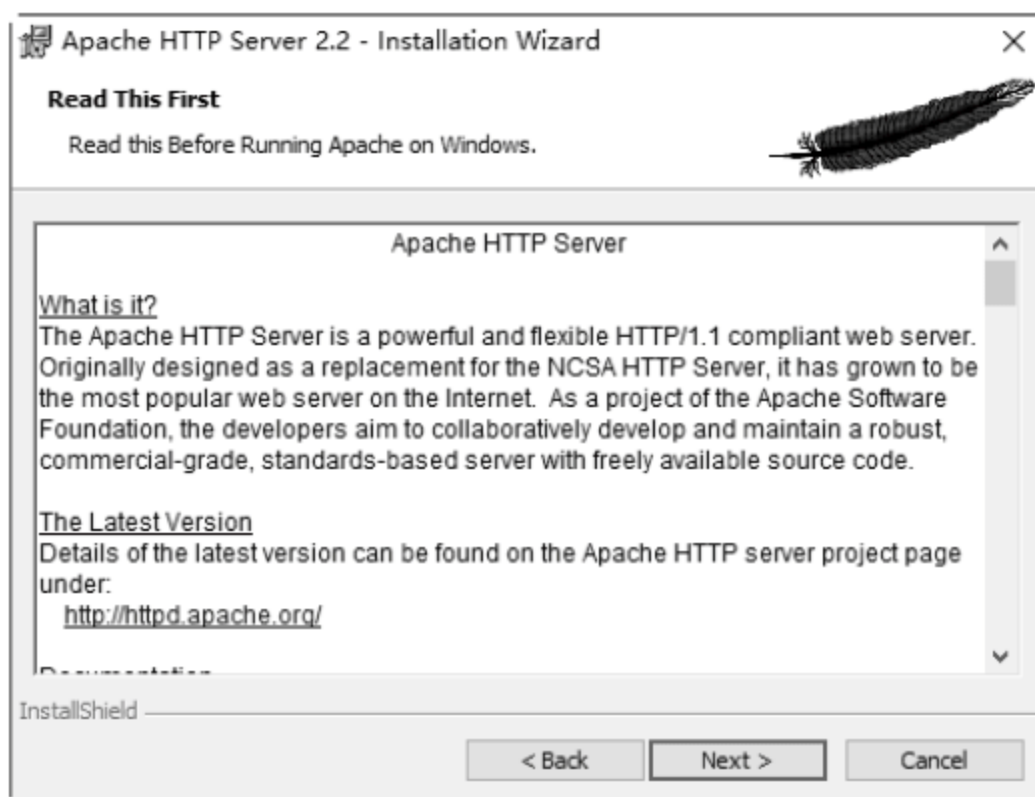 Apache HTTP Server 2.2 - Installation Wizard
Read This First
Read this Before Running Apache on Windows.
Apache HTTP Server
What is it?
The Apache HTTP Server is a powerful and flexible HTTP/1.1 compliant web server.
Originally designed as a replacement for the NCSA HTTP Server, it has grown to be
the most popular web server on the Internet.  As a project of the Apache Software
Foundation, the developers aim to collaboratively develop and maintain a robust,
commercial-grade, standards-based server with freely available source code.
The Latest Version
Details of the latest version can be found on the Apache HTTP server project page
under:
http://httpd.apache.org/
Documentation
InstallShield
< Back
Next >
Cancel